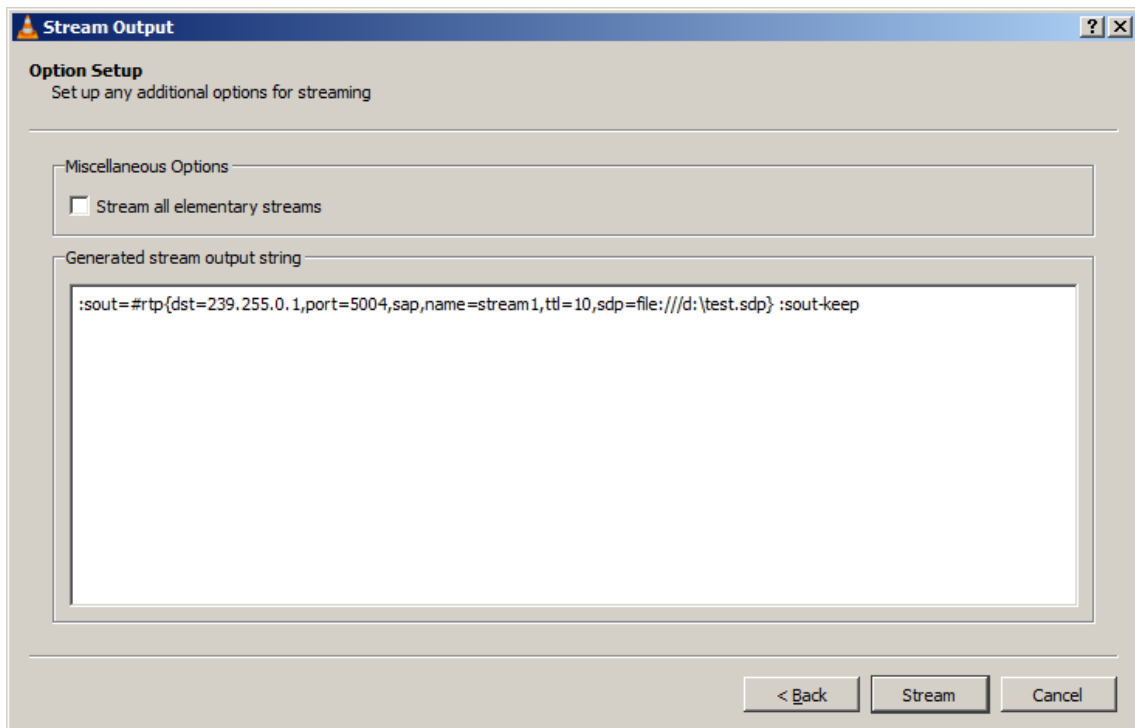 Stream Output
Option Setup
Set up any additional options for streaming
Miscellaneous Options
Stream all elementary streams
Generated stream output string
:sout=#rtp{dst=239.255.0.1,port=5004,sap,name=stream1,ttl=10,sdp=file:///d:\test.sdp} :sout-keep
< Back
Stream
Cancel